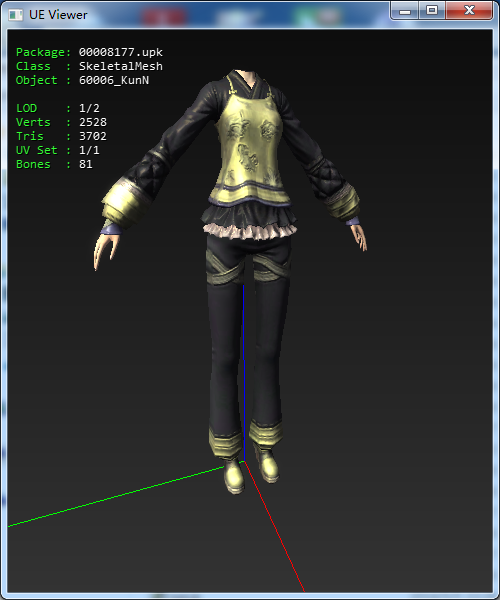 UE Viewer
Package: 00008177.upk
Class : SkeletalMesh
Object : 60006_KunN
LOD : 1/2
Verts : 2528
Tris : 3702
UV Set : 1/1
Bones : 81